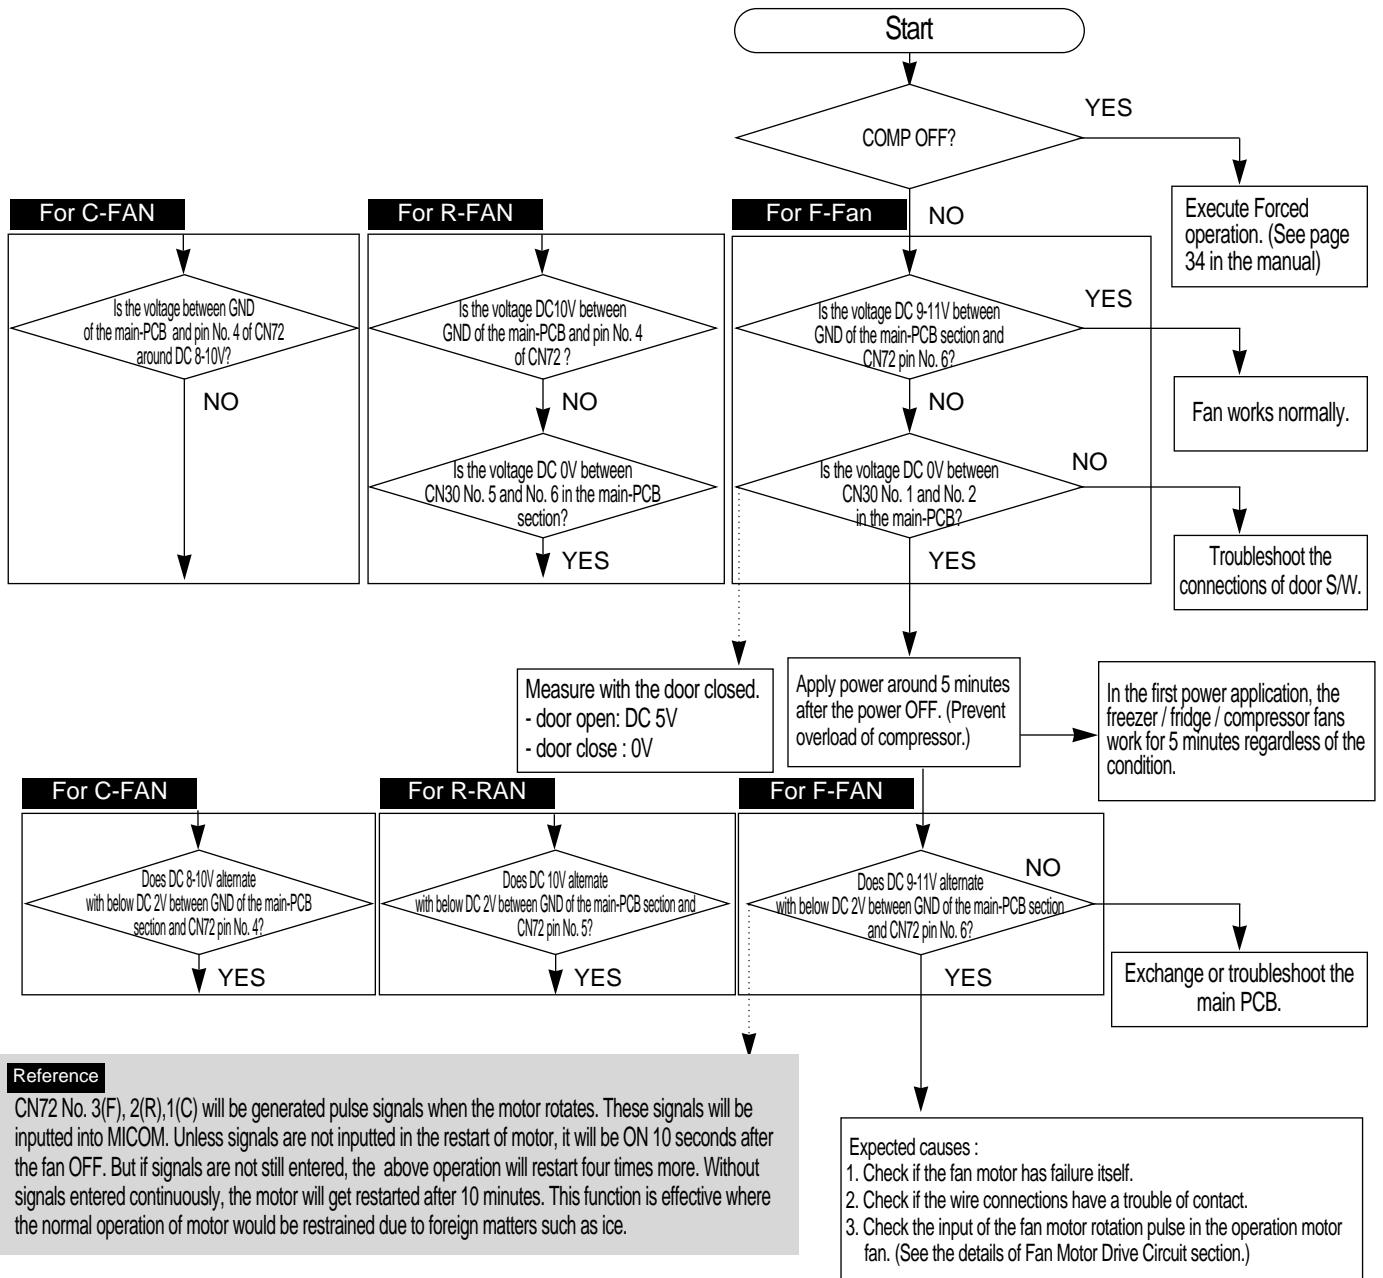 Start
COMP OFF?
YES
NO
Execute Forced
operation. (See page
34 in the manual)
For C-FAN
Is the voltage between GND
of the main-PCB and pin No. 4 of CN72
around DC 8-10V?
NO
For R-FAN
Is the voltage DC10V between
GND of the main-PCB and pin No. 4
of CN72 ?
NO
Is the voltage DC 0V between
CN30 No. 5 and No. 6 in the main-PCB
section?
YES
For F-Fan
Is the voltage DC 9-11V between
GND of the main-PCB section and
CN72 pin No. 6?
YES
Fan works normally.
NO
Is the voltage DC 0V between
CN30 No. 1 and No. 2
in the main-PCB?
NO
Troubleshoot the
connections of door S/W.
YES
Measure with the door closed.
- door open: DC 5V
- door close : 0V
Apply power around 5 minutes
after the power OFF. (Prevent
overload of compressor.)
In the first power application, the
freezer / fridge / compressor fans
work for 5 minutes regardless of the
condition.
For C-FAN
Does DC 8-10V alternate
with below DC 2V between GND of the main-PCB
section and CN72 pin No. 4?
YES
For R-RAN
Does DC 10V alternate
with below DC 2V between GND of the main-PCB section and
CN72 pin No. 5?
YES
For F-FAN
Does DC 9-11V alternate
with below DC 2V between GND of the main-PCB section
and CN72 pin No. 6?
NO
Exchange or troubleshoot the
main PCB.
YES
Reference
CN72 No. 3(F), 2(R),1(C) will be generated pulse signals when the motor rotates. These signals will be
inputted into MICOM. Unless signals are not inputted in the restart of motor, it will be ON 10 seconds after
the fan OFF. But if signals are not still entered, the above operation will restart four times more. Without
signals entered continuously, the motor will get restarted after 10 minutes. This function is effective where
the normal operation of motor would be restrained due to foreign matters such as ice.
Expected causes :
1. Check if the fan motor has failure itself.
2. Check if the wire connections have a trouble of contact.
3. Check the input of the fan motor rotation pulse in the operation motor
fan. (See the details of Fan Motor Drive Circuit section.)